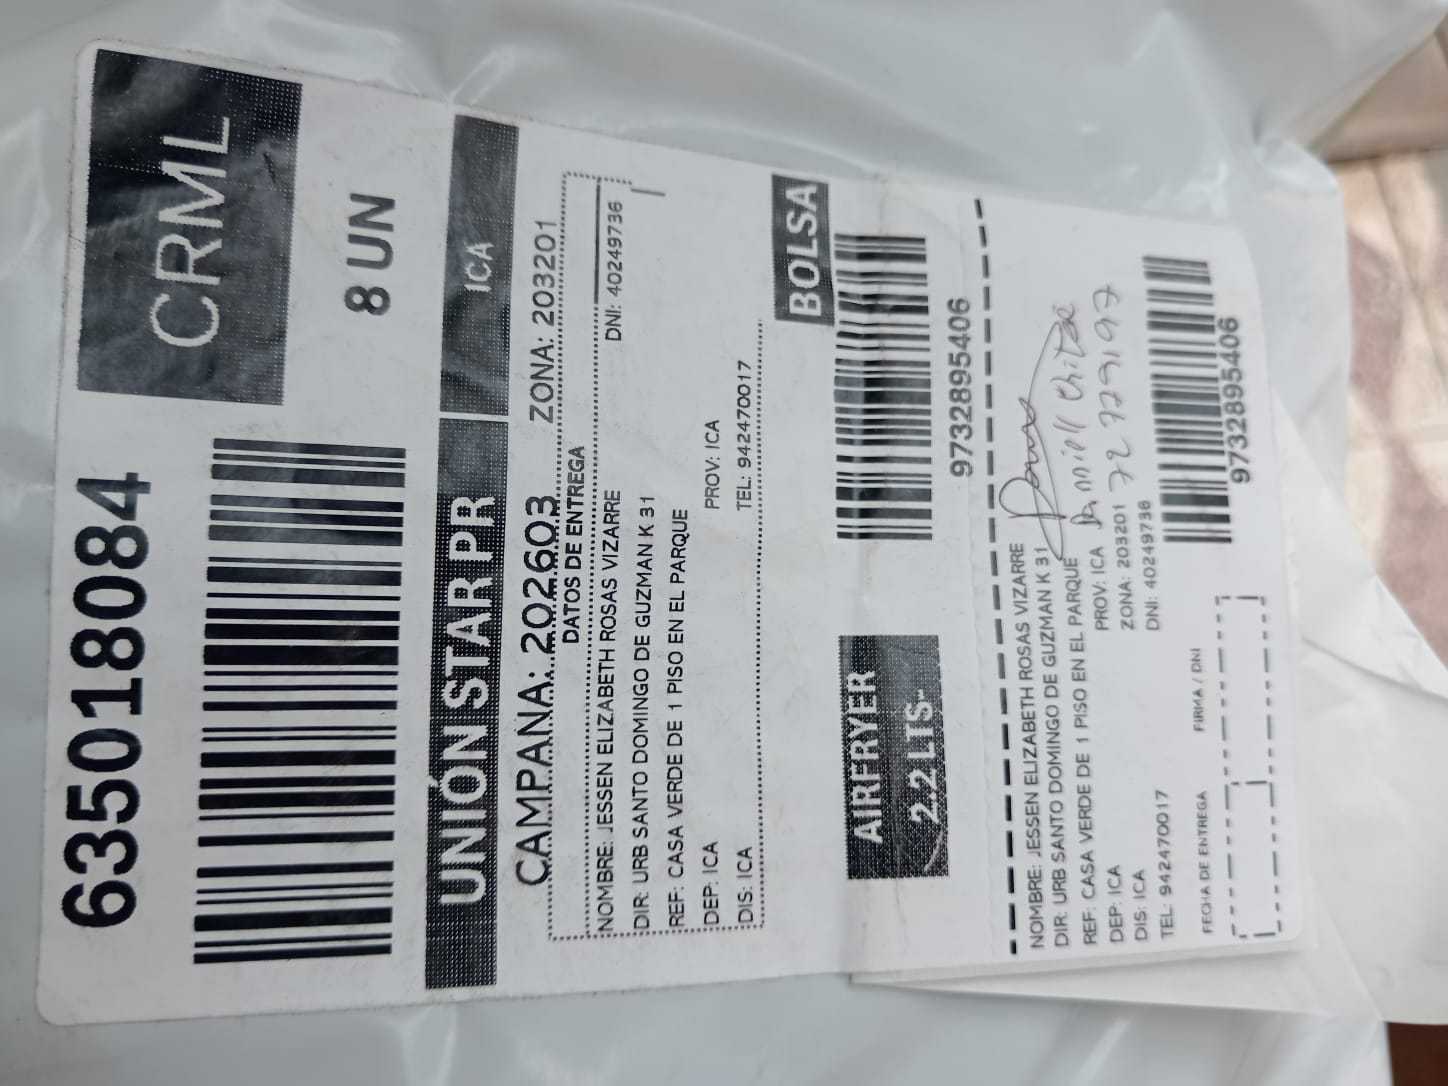 635018084
CRML
8 UN
UNIÓN STAR PR
ICA
CAMPAÑA: 202603 ZONA: 203201
DATOS DE ENTREGA
NOMBRE: JESSEN ELIZABETH ROSAS VIZARRE
DNI: 40249736
DIR: URB SANTO DOMINGO DE GUZMAN K 31
REF: CASA VERDE DE 1 PISO EN EL PARQUE
DEP: ICA PROV: ICA
DIS: ICA TEL: 942470017
BOLSA
AIRFRYER
2.2 LTS-
9732895406
NOMBRE: JESSEN ELIZABETH ROSAS VIZARRE
DIR: URB SANTO DOMINGO DE GUZMAN K 31
REF: CASA VERDE DE 1 PISO EN EL PARQUE
DEP: ICA PROV: ICA
DIS: ICA ZONA: 203201
TEL: 942470017 DNI: 40249736
72779197
FECHA DE ENTREGA FIRMA / DNI
9732895406